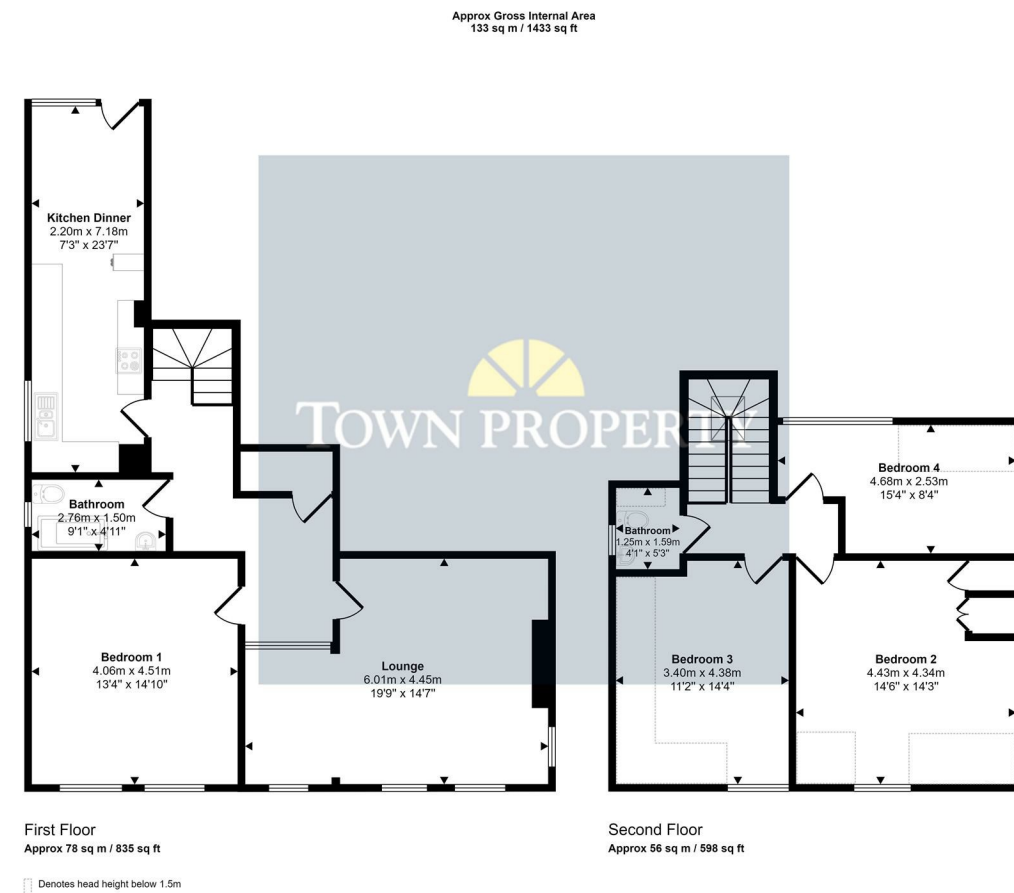 Approx Gross Internal Area
133 sq m / 1433 sq ft
Kitchen Dinner
2.20m x 7.18m
7'3" x 23'7"
TOWN PROPERTY
Bathroom
2.76m x 1.50m
9'1" x 4'11"
Bedroom 1
4.06m x 4.51m
13'4" x 14'10"
Lounge
6.01m x 4.45m
19'9" x 14'7"
Bedroom 4
4.68m x 2.53m
15'4" x 8'4"
Bathroom
1.25m x 1.59m
4'1" x 5'3"
Bedroom 3
3.40m x 4.38m
11'2" x 14'4"
Bedroom 2
4.43m x 4.34m
14'6" x 14'3"
First Floor
Approx 78 sq m / 835 sq ft
Second Floor
Approx 56 sq m / 598 sq ft
Denotes head height below 1.5m